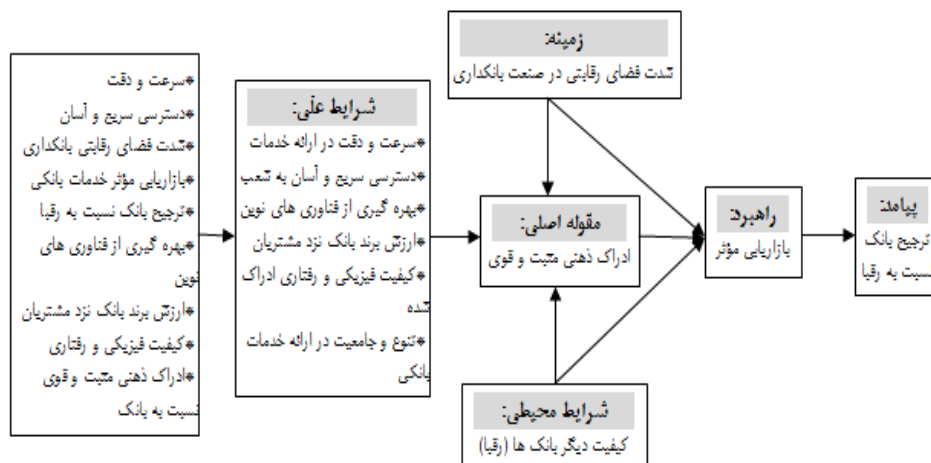 *سرعت و دقت
*دسترسی سریع و آسان
*شدت فضای رقابتی بانکداری
*بازاریابی مؤثر خدمات بانکی
*ترجیح بانک نسبت به رقبا
*بهره گیری از فناوری های
نوین
*ارزش برند بانک نزد مشتریان
*کیفیت فیزیکی و رفتاری
*ادراک ذهنی مثبت و قوی
نسبت به بانک
شرایط علّی:
*سرعت و دقت در ارائه خدمات
*دسترسی سریع و آسان به شعب
*بهره گیری از فناوری های نوین
*ارزش برند بانک نزد مشتریان
*کیفیت فیزیکی و رفتاری ادراک
شده
*تنوع و جامعیت در ارائه خدمات
بانکی
زمینه:
شدت فضای رقابتی در صنعت بانکداری
مقوله اصلی:
ادراک ذهنی مثبت و قوی
شرایط محیطی:
کیفیت دیگر بانک ها (رقبا)
راهبرد:
بازاریابی مؤثر
پیامد:
ترجیح بانک
نسبت به رقبا